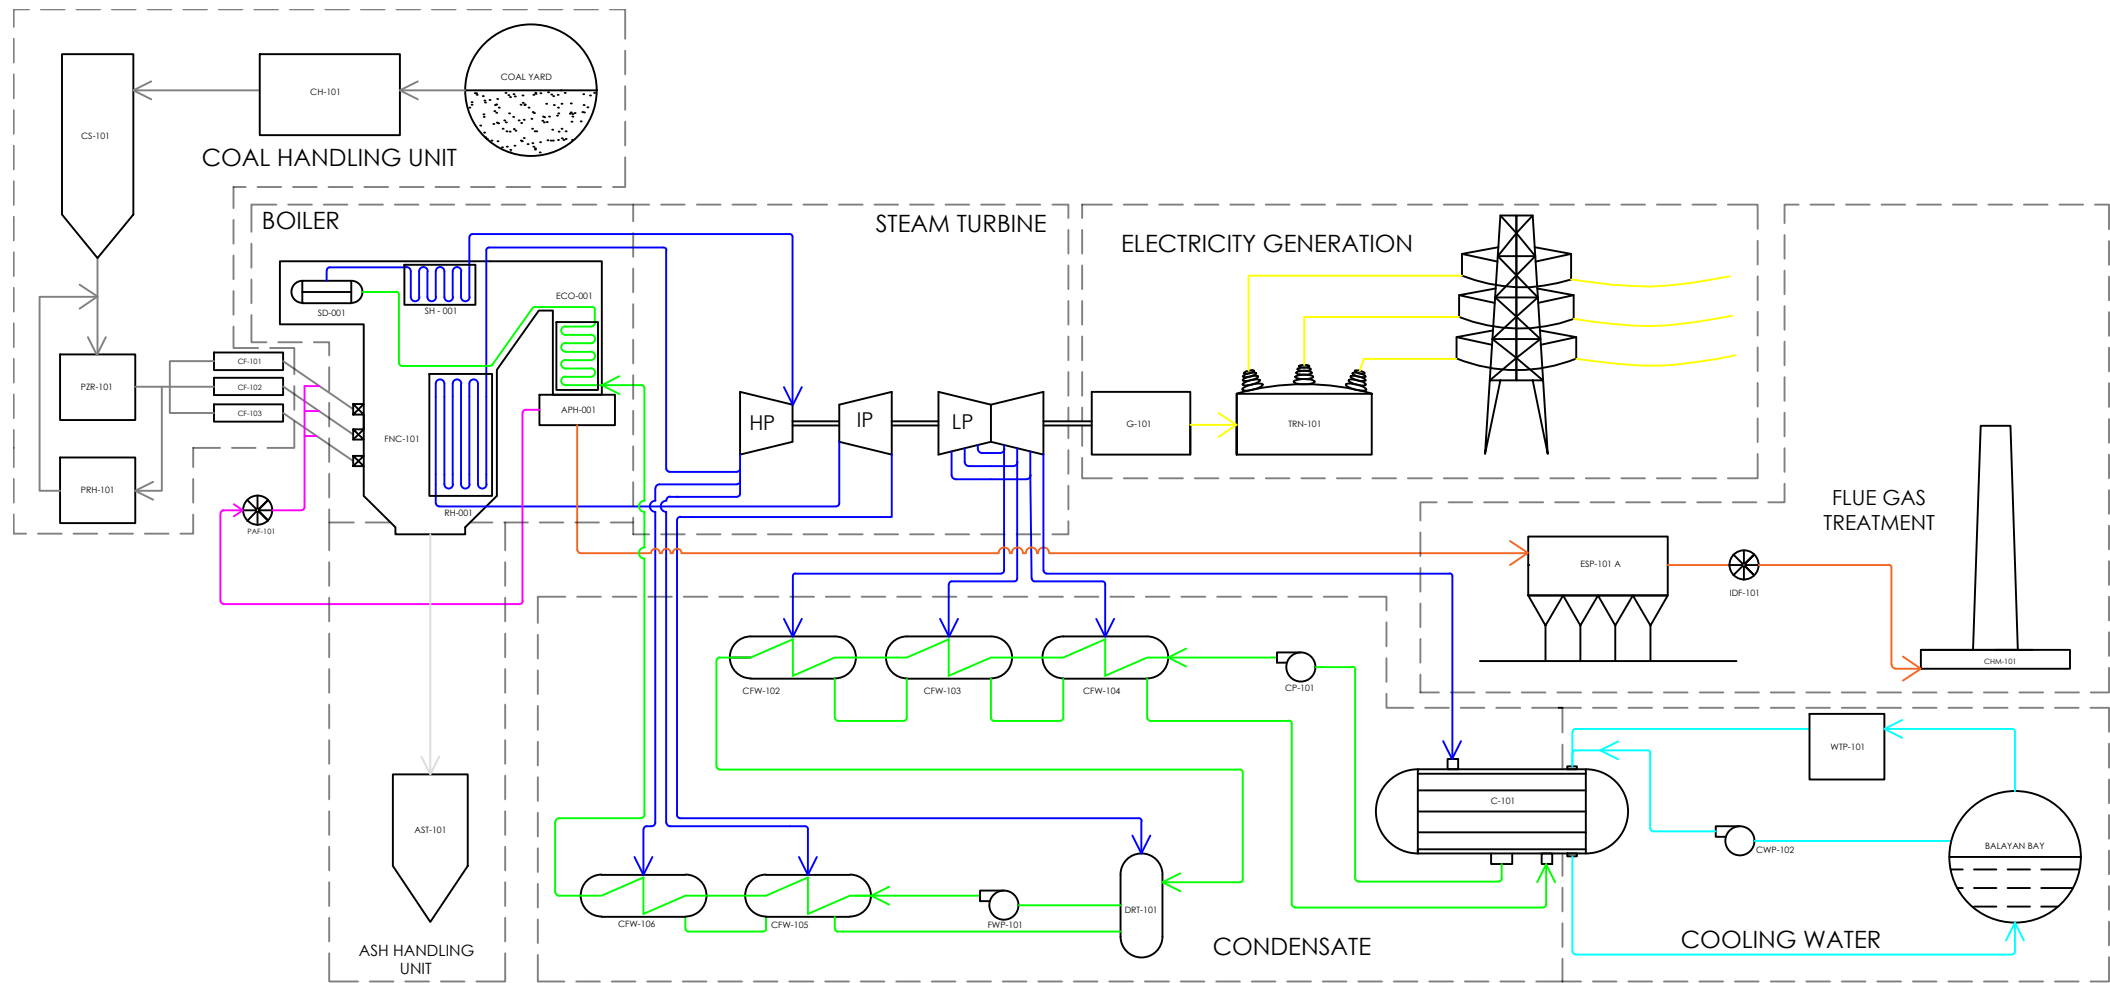 COAL YARD
CH-101
CS-101
COAL HANDLING UNIT
BOILER
STEAM TURBINE
ELECTRICITY GENERATION
ECO-001
SD-001
SH - 001
PZR-101
CF-101
CF-102
CF-103
APH-001
HP
IP
LP
G-101
TRN-101
FNC-101
PRH-101
RH-001
PAF-101
FLUE GAS
TREATMENT
ESP-101 A
IDF-101
CHM-101
CFW-102
CFW-103
CFW-104
CP-101
WTP-101
C-101
AST-101
CWP-102
BALAYAN BAY
DRT-101
CFW-106
CFW-105
FWP-101
ASH HANDLING
UNIT
CONDENSATE
COOLING WATER